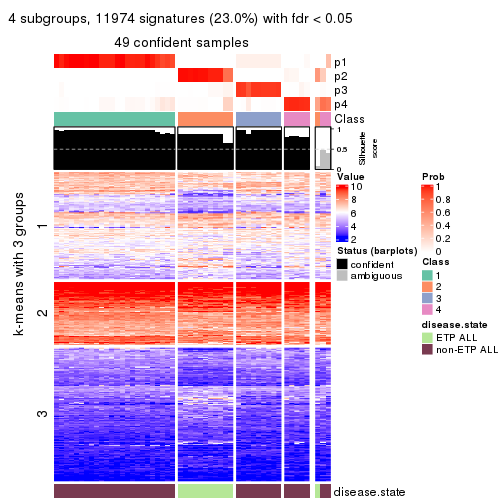 4 subgroups, 11974 signatures (23.0%) with fdr < 0.05
49 confident samples
p1
p2
p3
p4
Class
1
0.5
0
Silhouette
score
k-means with 3 groups
1
2
3
Value
10
8
6
4
2
Status (barplots)
confident
ambiguous
Prob
1
0.8
0.6
0.4
0.2
0
Class
1
2
3
4
disease.state
ETP ALL
non-ETP ALL
disease.state